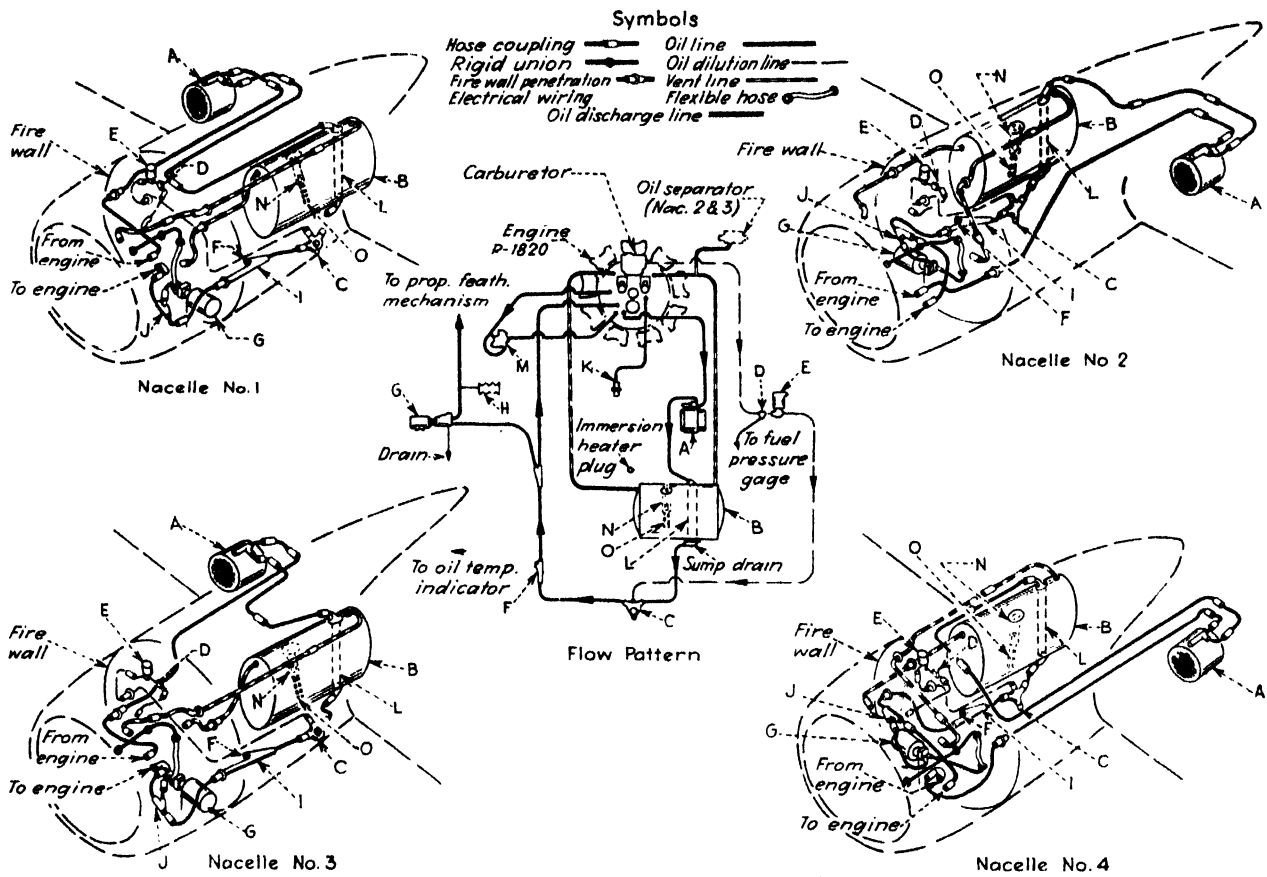 Symbols
Hose coupling
Oil line
Rigid union
Oil dilution line
Fire wall penetration
Vent line
Electrical wiring
Flexible hose
Oil discharge line
A
E
Fire wall
D
B
N
L
From engine
F
O
To engine
I
C
J
G
Nacelle No. 1
O
N
D
E
B
Fire wall
J
L
A
G
From engine
I
C
To engine
F
Nacelle No 2
Carburetor
Oil separator
(Nac. 2 & 3)
Engine
R-1820
To prop. feath.
mechanism
M
K
D
E
G
H
A
Drain
Immersion
heater
plug
To fuel
pressure
gage
N
B
O
L
Sump drain
To oil temp.
indicator
F
C
Flow Pattern
A
E
Fire
wall
D
B
N
L
From
engine
F
O
C
To engine
I
G
J
Nacelle No. 3
O
N
E
B
Fire
wall
D
L
J
A
G
F
From
engine
C
I
To engine
Nacelle No. 4